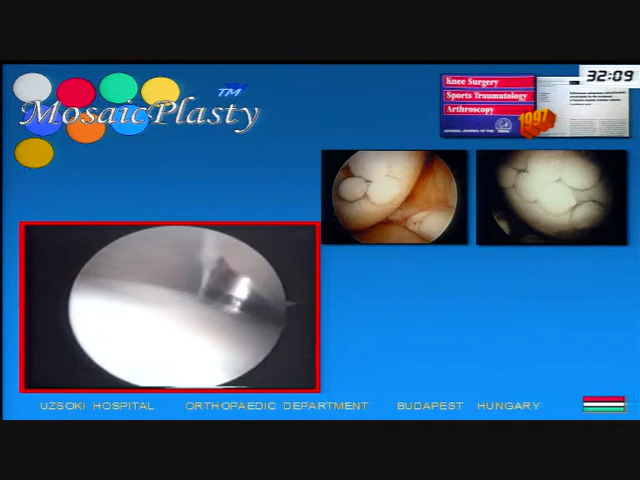 TM
MosaicPlasty
Knee Surgery
Sports Traumatology
Arthroscopy
1997
32:09
UZSOKI HOSPITAL ORTHOPAEDIC DEPARTMENT BUDAPEST HUNGARY